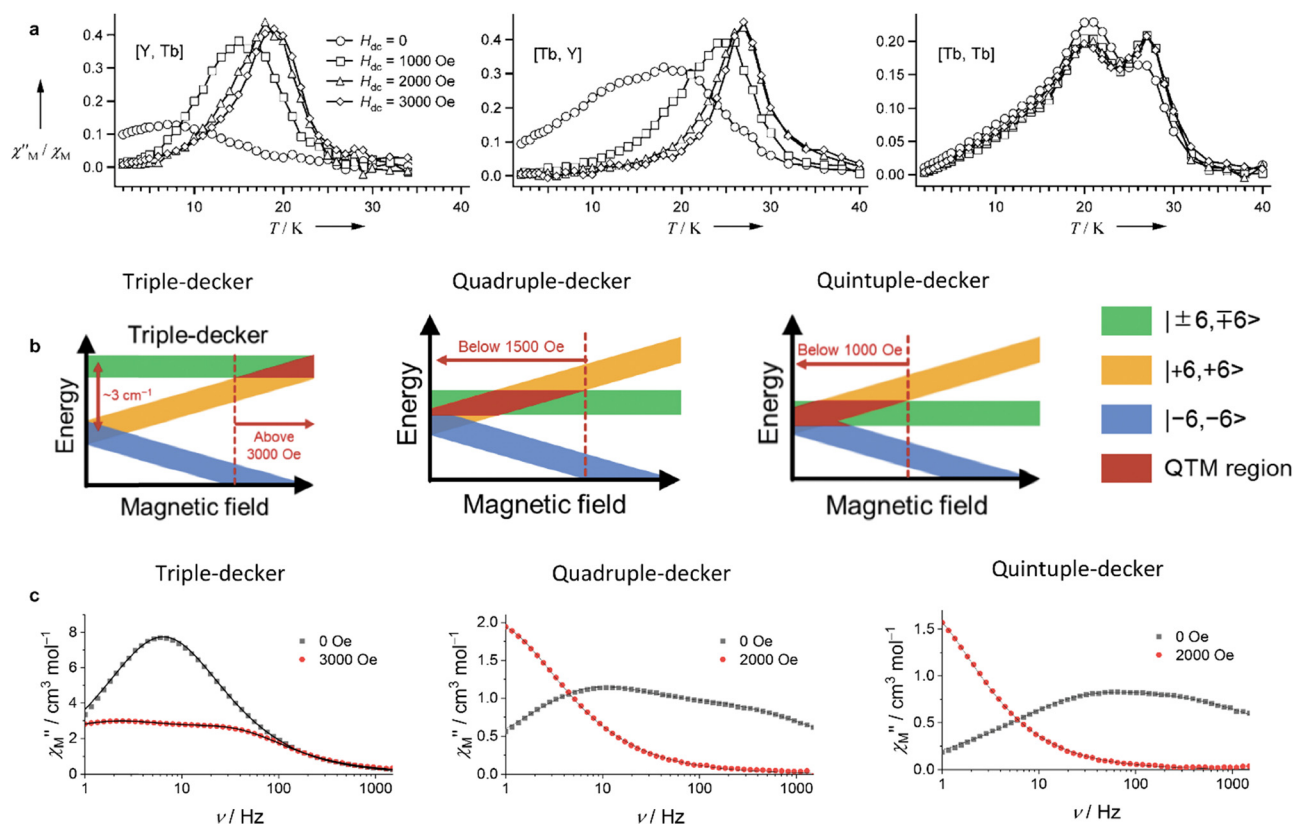 a
[Y, Tb]
H_dc = 0
H_dc = 1000 Oe
H_dc = 2000 Oe
H_dc = 3000 Oe
χ''_M / χ_M
0.4
0.3
0.2
0.1
0.0
10 20 30 40
T / K
[Tb, Y]
0.4
0.3
0.2
0.1
0.0
10 20 30 40
T / K
[Tb, Tb]
0.20
0.15
0.10
0.05
0.00
10 20 30 40
T / K
b
Triple-decker
Triple-decker
Energy
~3 cm⁻¹
Above
3000 Oe
Magnetic field
Quadruple-decker
Energy
Below 1500 Oe
Magnetic field
Quintuple-decker
Energy
Below 1000 Oe
Magnetic field
|±6,∓6>
|+6,+6>
|−6,−6>
QTM region
c
Triple-decker
χ_M'' / cm³ mol⁻¹
8
6
4
2
0
0 Oe
3000 Oe
1 10 100 1000
ν / Hz
Quadruple-decker
χ_M'' / cm³ mol⁻¹
2.0
1.5
1.0
0.5
0.0
0 Oe
2000 Oe
1 10 100 1000
ν / Hz
Quintuple-decker
χ_M'' / cm³ mol⁻¹
1.5
1.0
0.5
0.0
0 Oe
2000 Oe
1 10 100 1000
ν / Hz